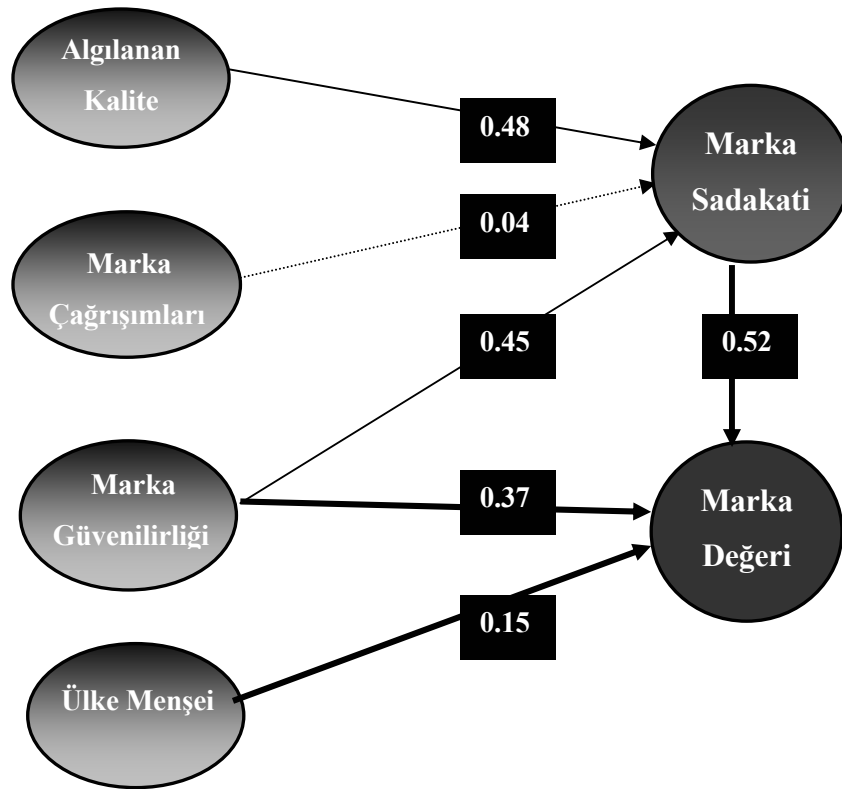 Algılanan
Kalite
0.48
Marka
Sadakati
Marka
Çağrışımları
0.04
0.45
0.52
Marka
Güvenilirliği
0.37
Marka
Değeri
0.15
Ülke Menşei